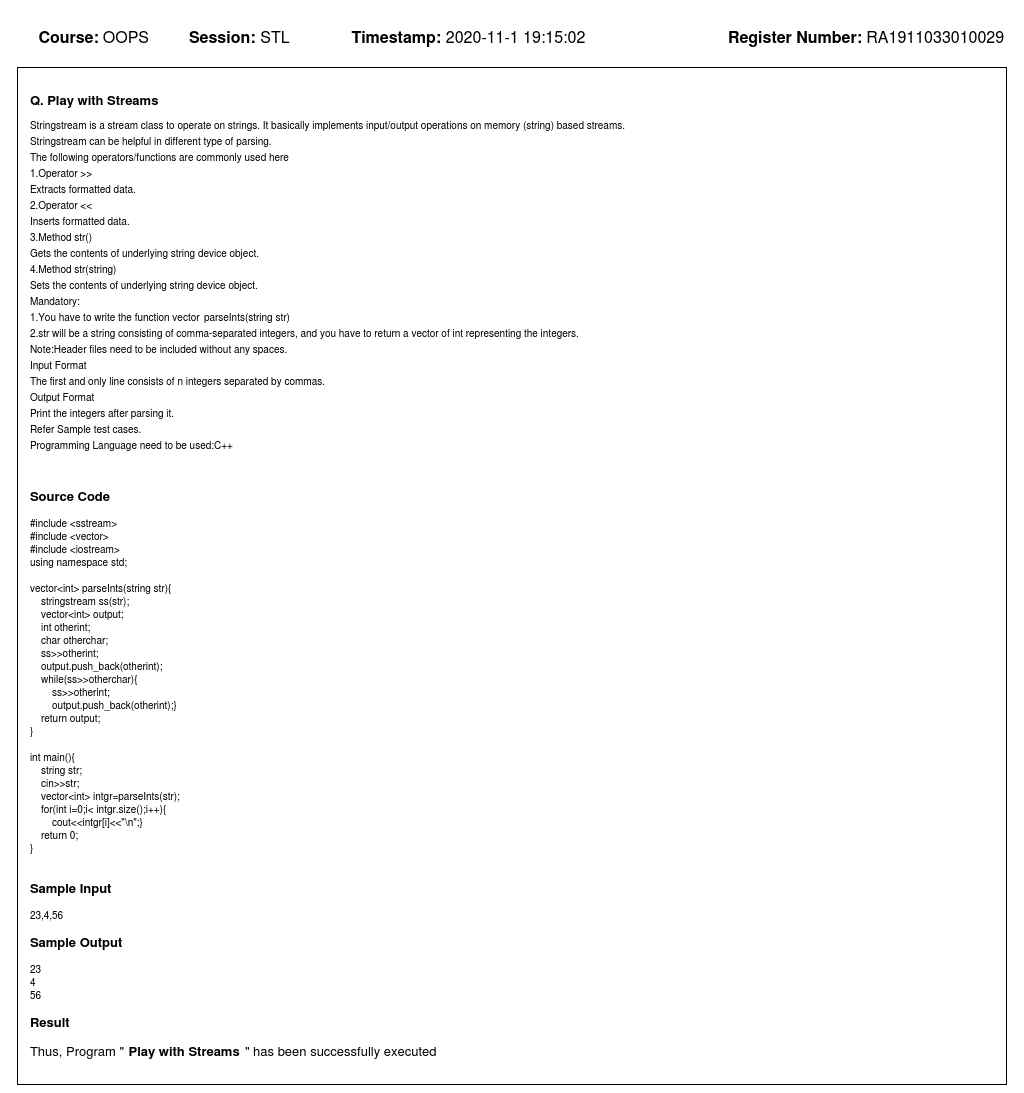 Course: OOPS Session: STL Timestamp: 2020-11-1 19:15:02 Register Number: RA1911033010029
Q. Play with Streams
Stringstream is a stream class to operate on strings. It basically implements input/output operations on memory (string) based streams.
Stringstream can be helpful in different type of parsing.
The following operators/functions are commonly used here
1.Operator >>
Extracts formatted data.
2.Operator <<
Inserts formatted data.
3.Method str()
Gets the contents of underlying string device object.
4.Method str(string)
Sets the contents of underlying string device object.
Mandatory:
1.You have to write the function vector parseInts(string str)
2.str will be a string consisting of comma-separated integers, and you have to return a vector of int representing the integers.
Note:Header files need to be included without any spaces.
Input Format
The first and only line consists of n integers separated by commas.
Output Format
Print the integers after parsing it.
Refer Sample test cases.
Programming Language need to be used:C++
Source Code
#include <sstream>
#include <vector>
#include <iostream>
using namespace std;
vector<int> parseInts(string str){
    stringstream ss(str);
    vector<int> output;
    int otherint;
    char otherchar;
    ss>>otherint;
    output.push_back(otherint);
    while(ss>>otherchar){
        ss>>otherint;
        output.push_back(otherint);}
    return output;
}
int main(){
    string str;
    cin>>str;
    vector<int> intgr=parseInts(str);
    for(int i=0;i< intgr.size();i++){
        cout<<intgr[i]<<"\n";}
    return 0;
}
Sample Input
23,4,56
Sample Output
23
4
56
Result
Thus, Program " Play with Streams " has been successfully executed